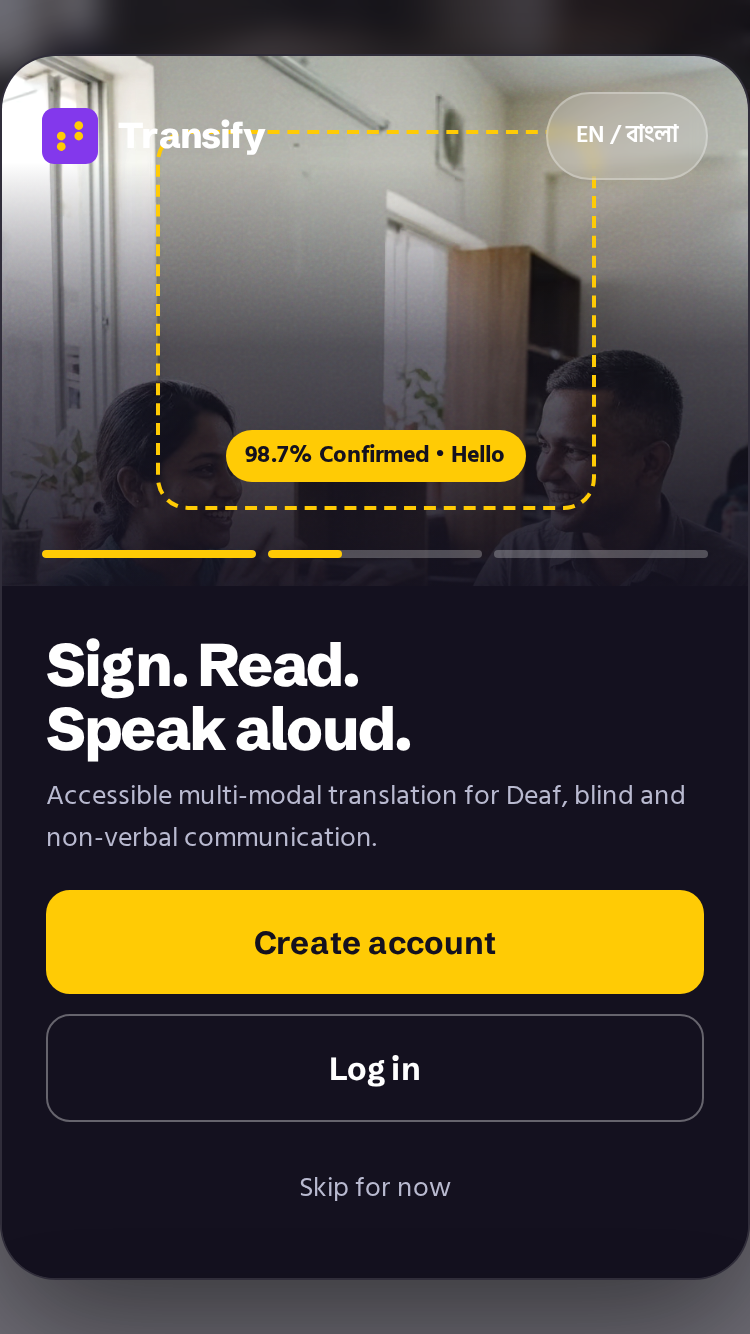 Transify
EN / বাংলা
98.7% Confirmed • Hello
Sign. Read.
Speak aloud.
Accessible multi-modal translation for Deaf, blind and
non-verbal communication.
Create account
Log in
Skip for now